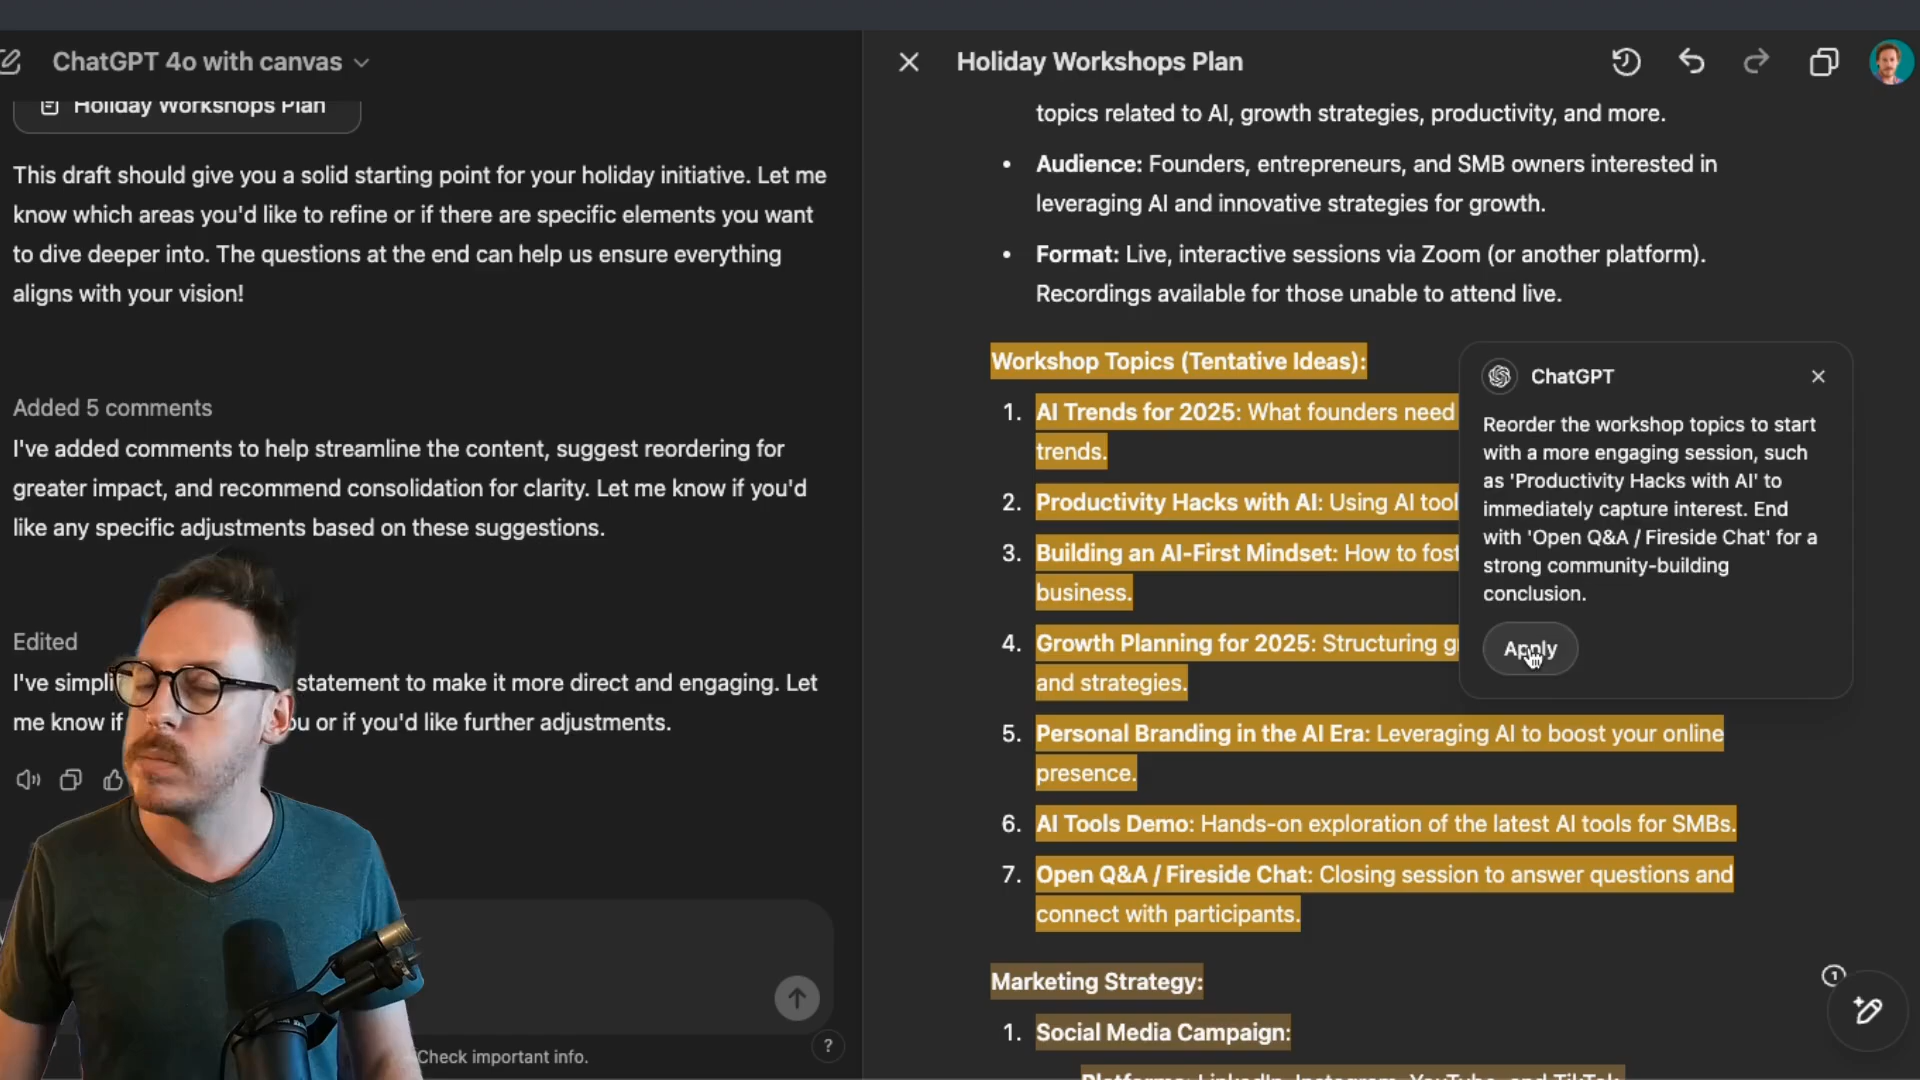 ChatGPT 4o with canvas
Holiday Workshops Plan
This draft should give you a solid starting point for your holiday initiative. Let me
know which areas you'd like to refine or if there are specific elements you want
to dive deeper into. The questions at the end can help us ensure everything
aligns with your vision!
Added 5 comments
I've added comments to help streamline the content, suggest reordering for
greater impact, and recommend consolidation for clarity. Let me know if you'd
like any specific adjustments based on these suggestions.
Edited
I've statement to make it more direct and engaging. Let
me know if or if you'd like further adjustments.
Check important info.
?
Holiday Workshops Plan
topics related to AI, growth strategies, productivity, and more.
• Audience: Founders, entrepreneurs, and SMB owners interested in
leveraging AI and innovative strategies for growth.
• Format: Live, interactive sessions via Zoom (or another platform).
Recordings available for those unable to attend live.
Workshop Topics (Tentative Ideas):
1. AI Trends for 2025: What founders need
trends.
2. Productivity Hacks with AI: Using AI tool
3. Building an AI-First Mindset: How to fost
business.
4. Growth Planning for 2025: Structuring g
and strategies.
5. Personal Branding in the AI Era: Leveraging AI to boost your online
presence.
6. AI Tools Demo: Hands-on exploration of the latest AI tools for SMBs.
7. Open Q&A / Fireside Chat: Closing session to answer questions and
connect with participants.
Marketing Strategy:
1. Social Media Campaign:
Platforms: LinkedIn, Instagram, YouTube, and TikTok
ChatGPT
Reorder the workshop topics to start
with a more engaging session, such
as 'Productivity Hacks with AI' to
immediately capture interest. End
with 'Open Q&A / Fireside Chat' for a
strong community-building
conclusion.
Apply
1